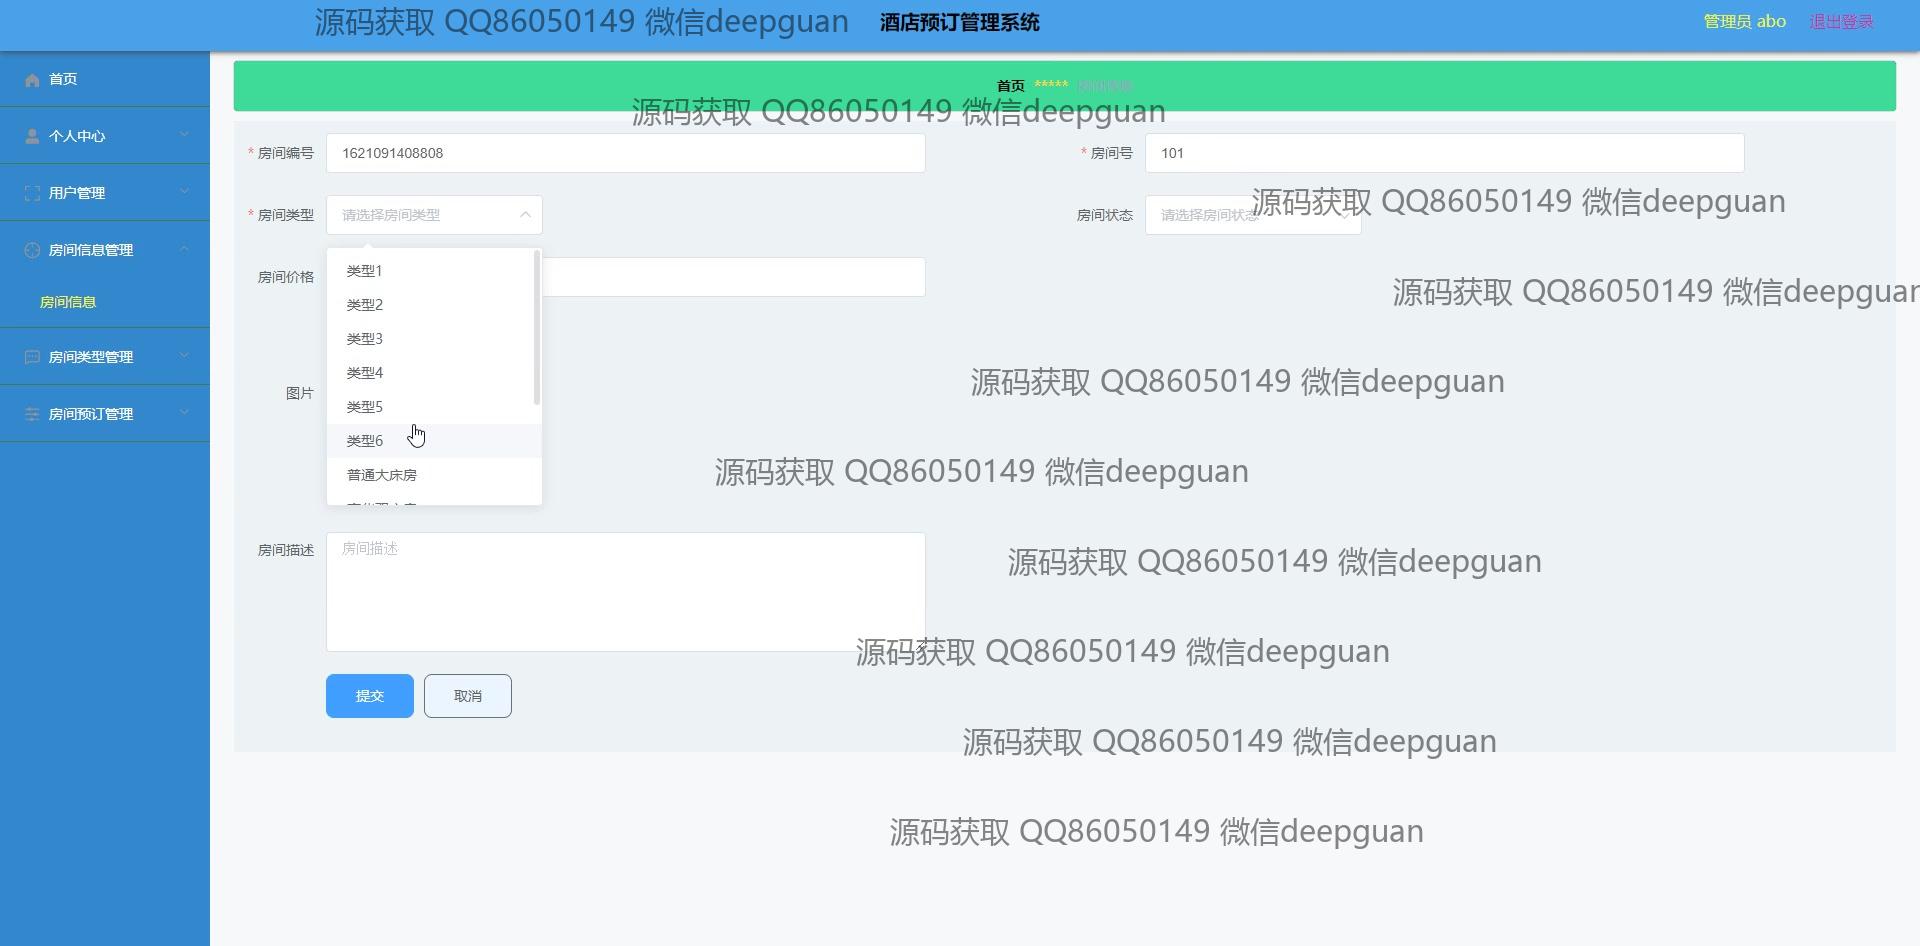 源码获取 QQ86050149 微信deepguan
酒店预订管理系统
管理员 abo
退出登录
首页
个人中心
用户管理
房间信息管理
房间信息
房间类型管理
房间预订管理
首页 ***** 房间信息
源码获取 QQ86050149 微信deepguan
* 房间编号 1621091408808
* 房间号 101
* 房间类型 请选择房间类型
房间状态 请选择房间状态
源码获取 QQ86050149 微信deepguan
类型1
类型2
类型3
类型4
类型5
类型6
普通大床房
房间价格
源码获取 QQ86050149 微信deepguan
图片
源码获取 QQ86050149 微信deepguan
源码获取 QQ86050149 微信deepguan
房间描述 房间描述
源码获取 QQ86050149 微信deepguan
源码获取 QQ86050149 微信deepguan
提交 取消
源码获取 QQ86050149 微信deepguan
源码获取 QQ86050149 微信deepguan